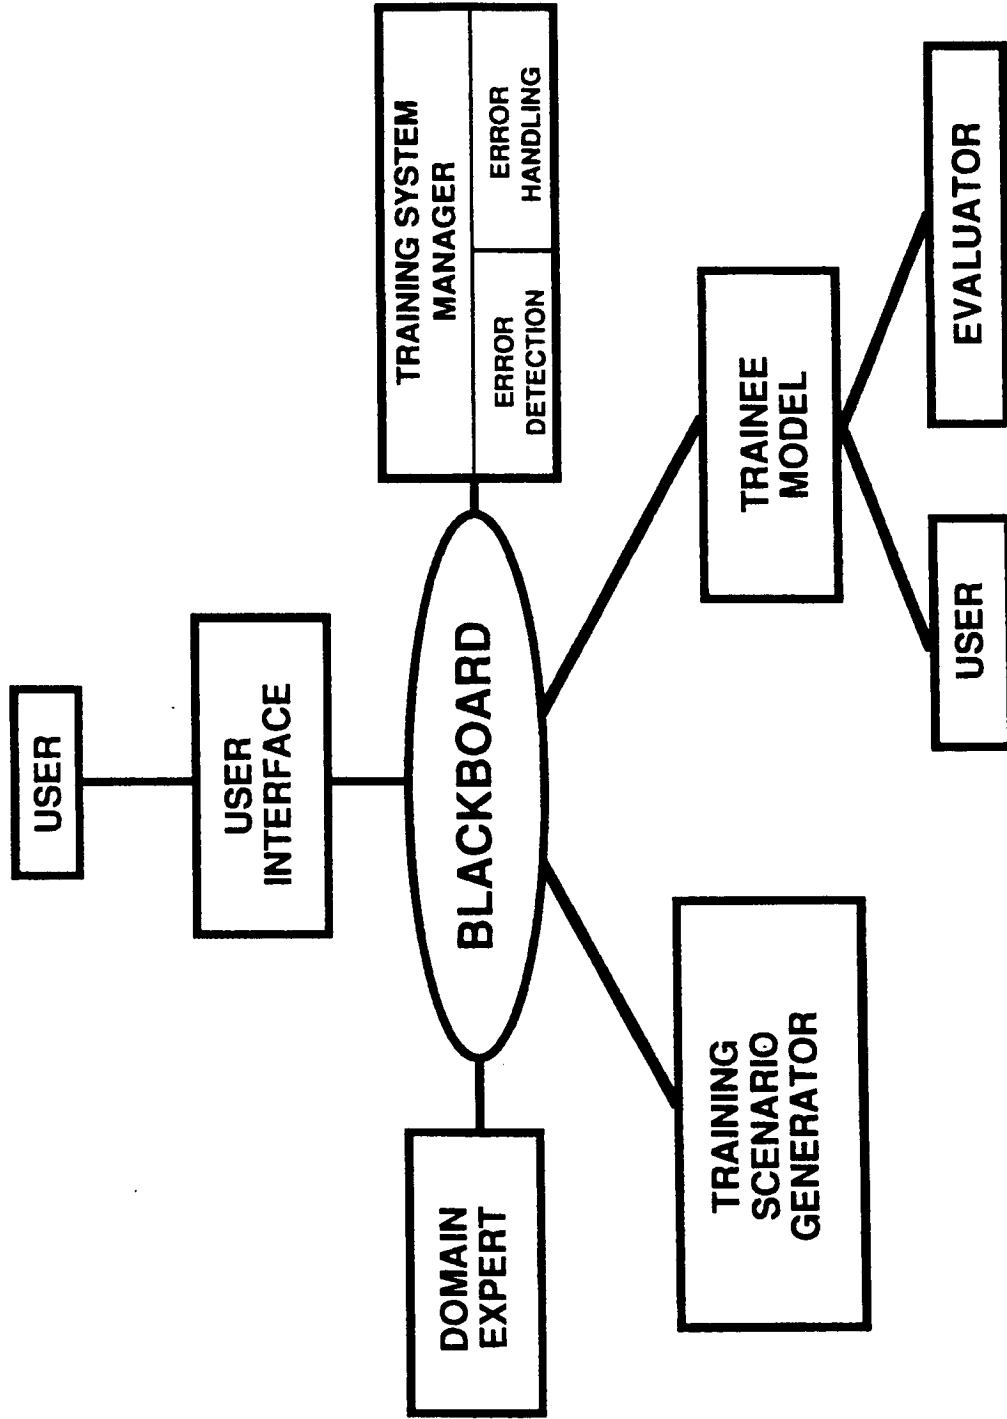 USER
USER
INTERFACE
DOMAIN
EXPERT
BLACKBOARD
TRAINING SYSTEM
MANAGER
ERROR
DETECTION
ERROR
HANDLING
TRAINING
SCENARIO
GENERATOR
TRAINEE
MODEL
USER
EVALUATOR